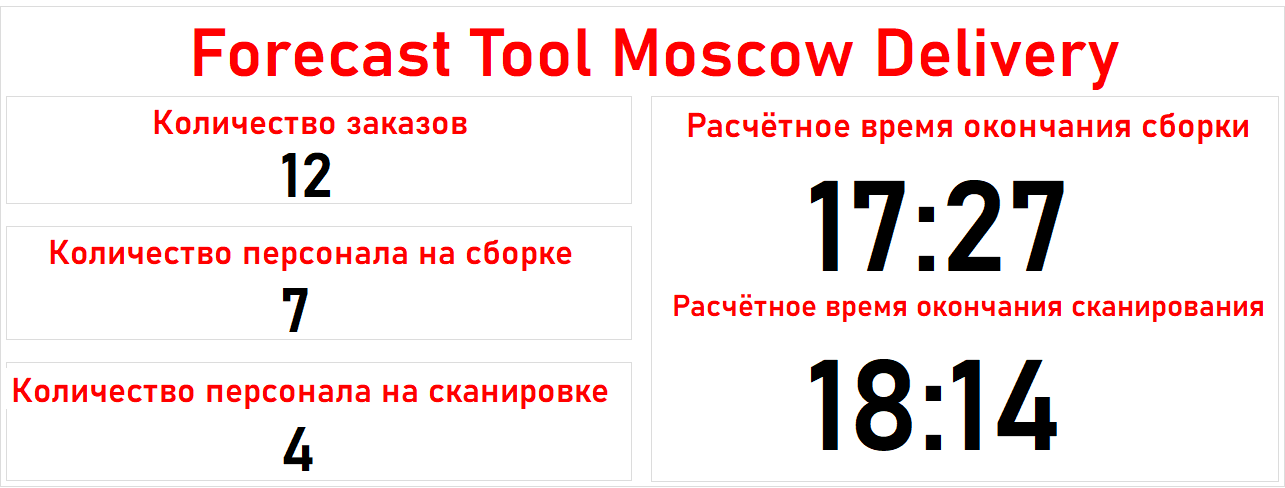 Forecast Tool Moscow Delivery
Количество заказов
12
Количество персонала на сборке
7
Количество персонала на сканировке
4
Расчётное время окончания сборки
17:27
Расчётное время окончания сканирования
18:14